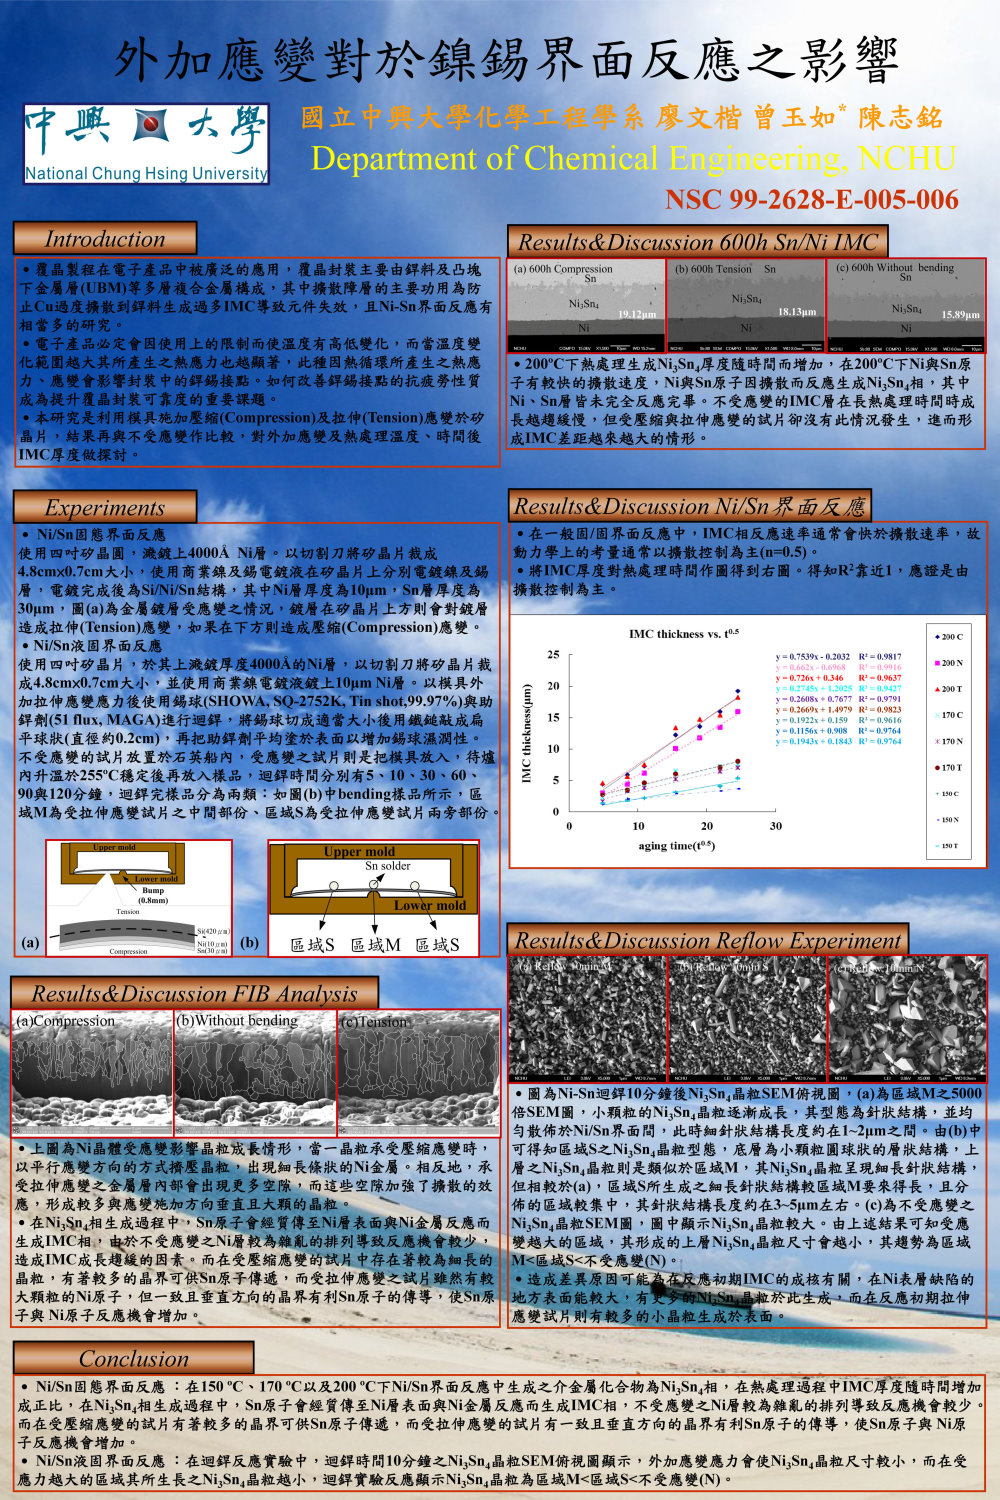 外加應變對於鎳錫界面反應之影響
中興大學
National Chung Hsing University
國立中興大學化學工程學系 廖文楷 曾玉如* 陳志銘
Department of Chemical Engineering, NCHU
NSC 99-2628-E-005-006
Introduction
• 覆晶製程在電子產品中被廣泛的應用，覆晶封裝主要由銲料及凸塊
下金屬層(UBM)等多層複合金屬構成，其中擴散障層的主要功用為防
止Cu過度擴散到銲料生成過多IMC導致元件失效，且Ni-Sn界面反應有
相當多的研究。
• 電子產品必定會因使用上的限制而使溫度有高低變化，而當溫度變
化範圍越大其所產生之熱應力也越顯著，此種因熱循環所產生之熱應
力、應變會影響封裝中的銲錫接點。如何改善銲錫接點的抗疲勞性質
成為提升覆晶封裝可靠度的重要課題。
• 本研究是利用模具施加壓縮(Compression)及拉伸(Tension)應變於矽
晶片，結果再與不受應變作比較，對外加應變及熱處理溫度、時間後
IMC厚度做探討。
Experiments
• Ni/Sn固態界面反應
使用四吋矽晶圓，濺鍍上4000Å Ni層。以切割刀將矽晶片裁成
4.8cmx0.7cm大小，使用商業鎳及錫電鍍液在矽晶片上分別電鍍鎳及錫
層，電鍍完成後為Si/Ni/Sn結構，其中Ni層厚度為10μm，Sn層厚度為
30μm，圖(a)為金屬鍍層受應變之情況，鍍層在矽晶片上方則會對鍍層
造成拉伸(Tension)應變，如果在下方則造成壓縮(Compression)應變。
• Ni/Sn液固界面反應
使用四吋矽晶片，於其上濺鍍厚度4000Å的Ni層，以切割刀將矽晶片裁
成4.8cmx0.7cm大小，並使用商業鎳電鍍液鍍上10μm Ni層。以模具外
加拉伸應變應力後使用錫球(SHOWA, SQ-2752K, Tin shot,99.97%)與助
銲劑(51 flux, MAGA)進行迴銲，將錫球切成適當大小後用鐵鎚敲成扁
平球狀(直徑約0.2cm)，再把助銲劑平均塗於表面以增加錫球濕潤性。
不受應變的試片放置於石英船內，受應變之試片則是把模具放入，待爐
內升溫於255ºC穩定後再放入樣品，迴銲時間分別有5、10、30、60、
90與120分鐘，迴銲完樣品分為兩類：如圖(b)中bending樣品所示，區
域M為受拉伸應變試片之中間部份、區域S為受拉伸應變試片兩旁部份。
Upper mold
Lower mold
Bump
(0.8mm)
Tension
Si(420μm)
Ni(10μm)
Sn(30μm)
Compression
(a)
Upper mold
Sn solder
Lower mold
(b)
區域S 區域M 區域S
Results&Discussion FIB Analysis
(a)Compression
(b)Without bending
(c)Tension
• 上圖為Ni晶體受應變影響晶粒成長情形，當一晶粒承受壓縮應變時，
以平行應變方向的方式擠壓晶粒，出現細長條狀的Ni金屬。相反地，承
受拉伸應變之金屬層內部會出現更多空隙，而這些空隙加強了擴散的效
應，形成較多與應變施加方向垂直且大顆的晶粒。
• 在Ni3Sn4相生成過程中，Sn原子會經質傳至Ni層表面與Ni金屬反應而
生成IMC相，由於不受應變之Ni層較為雜亂的排列導致反應機會較少，
造成IMC成長趨緩的因素。而在受壓縮應變的試片中存在著較為細長的
晶粒，有著較多的晶界可供Sn原子傳遞，而受拉伸應變之試片雖然有較
大顆粒的Ni原子，但一致且垂直方向的晶界有利Sn原子的傳導，使Sn原
子與 Ni原子反應機會增加。
Results&Discussion 600h Sn/Ni IMC
(a) 600h Compression
Sn
Ni3Sn4
19.12μm
Ni
(b) 600h Tension Sn
Ni3Sn4
18.13μm
Ni
(c) 600h Without bending
Sn
Ni3Sn4
15.89μm
Ni
• 200ºC下熱處理生成Ni3Sn4厚度隨時間而增加，在200ºC下Ni與Sn原
子有較快的擴散速度，Ni與Sn原子因擴散而反應生成Ni3Sn4相，其中
Ni、Sn層皆未完全反應完畢。不受應變的IMC層在長熱處理時間時成
長越趨緩慢，但受壓縮與拉伸應變的試片卻沒有此情況發生，進而形
成IMC差距越來越大的情形。
Results&Discussion Ni/Sn界面反應
• 在一般固/固界面反應中，IMC相反應速率通常會快於擴散速率，故
動力學上的考量通常以擴散控制為主(n=0.5)。
• 將IMC厚度對熱處理時間作圖得到右圖。得知R2靠近1，應證是由
擴散控制為主。
IMC thickness vs. t0.5
IMC thickness(μm)
25
20
15
10
5
0
0 10 20 30
aging time(t0.5)
y = 0.7539x - 0.2032 R² = 0.9817
y = 0.662x - 0.6968 R² = 0.9916
y = 0.726x + 0.346 R² = 0.9637
y = 0.2745x + 1.2025 R² = 0.9427
y = 0.2608x + 0.7677 R² = 0.9791
y = 0.2669x + 1.4979 R² = 0.9823
y = 0.1922x + 0.159 R² = 0.9616
y = 0.1156x + 0.908 R² = 0.9764
y = 0.1943x + 0.1843 R² = 0.9764
200 C
200 N
200 T
170 C
170 N
170 T
150 C
150 N
150 T
Results&Discussion Reflow Experiment
(a) Reflow 10min M
(b) Reflow 10min S
(c) Reflow 10min N
• 圖為Ni-Sn迴銲10分鐘後Ni3Sn4晶粒SEM俯視圖，(a)為區域M之5000
倍SEM圖，小顆粒的Ni3Sn4晶粒逐漸成長，其型態為針狀結構，並均
勻散佈於Ni/Sn界面間，此時細針狀結構長度約在1~2μm之間。由(b)中
可得知區域S之Ni3Sn4晶粒型態，底層為小顆粒圓球狀的層狀結構，上
層之Ni3Sn4晶粒則是類似於區域M，其Ni3Sn4晶粒呈現細長針狀結構，
但相較於(a)，區域S所生成之細長針狀結構較區域M要來得長，且分
佈的區域較集中，其針狀結構長度約在3~5μm左右。(c)為不受應變之
Ni3Sn4晶粒SEM圖，圖中顯示Ni3Sn4晶粒較大。由上述結果可知受應
變越大的區域，其形成的上層Ni3Sn4晶粒尺寸會越小，其趨勢為區域
M<區域S<不受應變(N)。
• 造成差異原因可能為在反應初期IMC的成核有關，在Ni表層缺陷的
地方表面能較大，有更多的Ni3Sn4晶粒於此生成，而在反應初期拉伸
應變試片則有較多的小晶粒生成於表面。
Conclusion
• Ni/Sn固態界面反應 ：在150 ºC、170 ºC以及200 ºC下Ni/Sn界面反應中生成之介金屬化合物為Ni3Sn4相，在熱處理過程中IMC厚度隨時間增加
成正比，在Ni3Sn4相生成過程中，Sn原子會經質傳至Ni層表面與Ni金屬反應而生成IMC相，不受應變之Ni層較為雜亂的排列導致反應機會較少。
而在受壓縮應變的試片有著較多的晶界可供Sn原子傳遞，而受拉伸應變的試片有一致且垂直方向的晶界有利Sn原子的傳導，使Sn原子與 Ni原
子反應機會增加。
• Ni/Sn液固界面反應 ：在迴銲反應實驗中，迴銲時間10分鐘之Ni3Sn4晶粒SEM俯視圖顯示，外加應變應力會使Ni3Sn4晶粒尺寸較小，而在受
應力越大的區域其所生長之Ni3Sn4晶粒越小，迴銲實驗反應顯示Ni3Sn4晶粒為區域M<區域S<不受應變(N)。